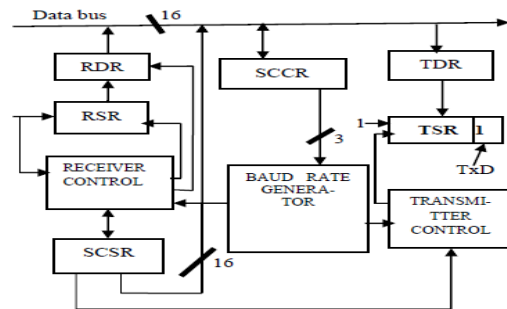 Data bus
16
RDR
SCCR
TDR
RSR
1
TSR 1
3
TxD
RECEIVER
CONTROL
BAUD RATE
GENERA-
TOR
TRANSMI-
TTER
CONTROL
SCSR
16